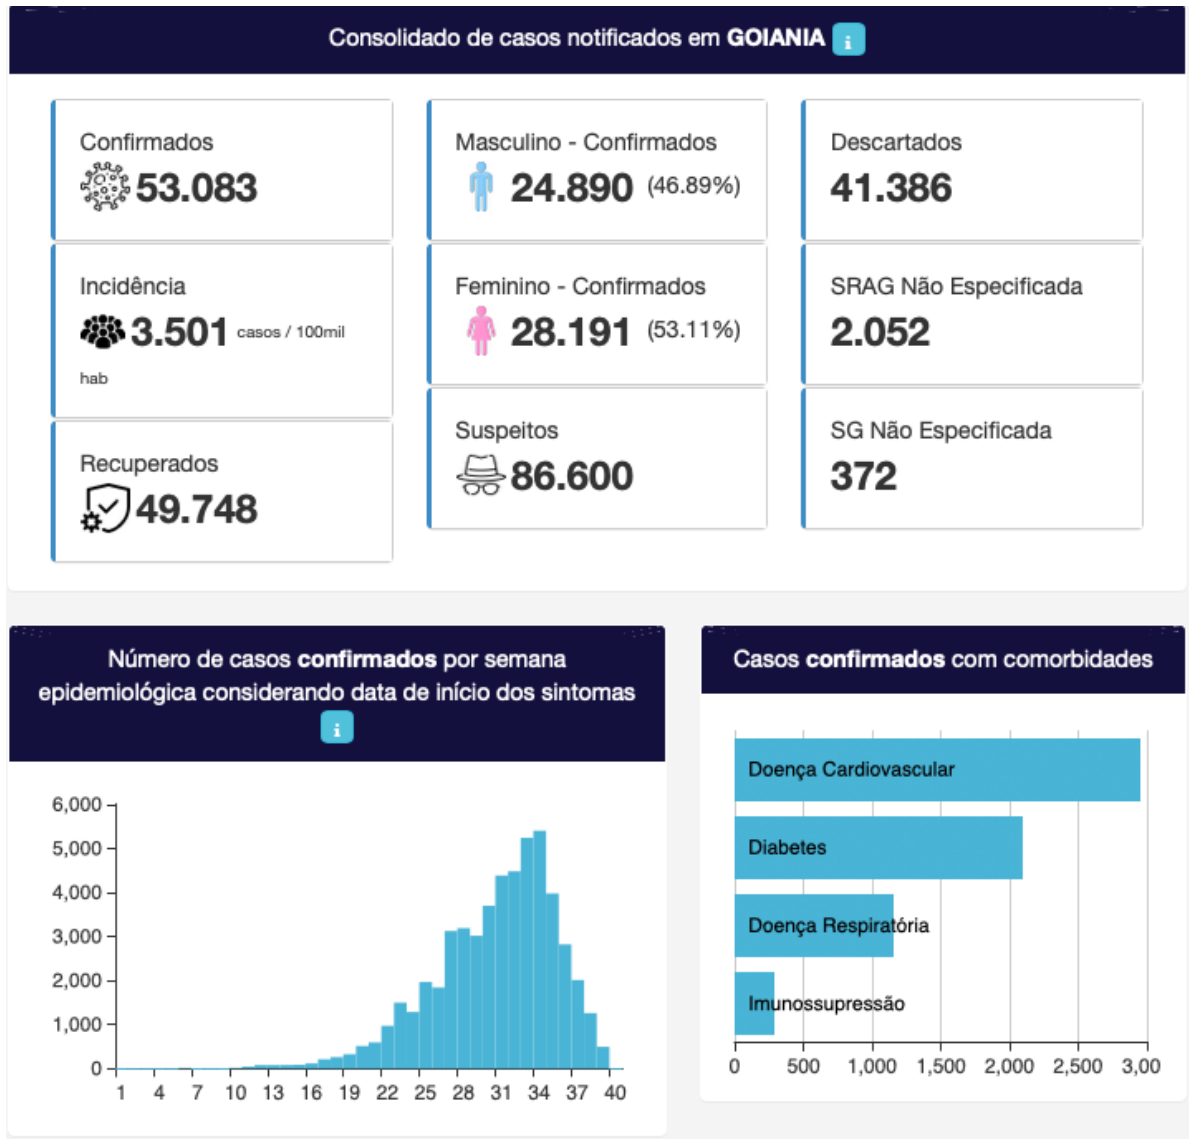 Consolidado de casos notificados em GOIANIA i
Confirmados
53.083
Incidência
3.501 casos / 100mil
hab
Recuperados
49.748
Masculino - Confirmados
24.890 (46.89%)
Feminino - Confirmados
28.191 (53.11%)
Suspeitos
86.600
Descartados
41.386
SRAG Não Especificada
2.052
SG Não Especificada
372
Número de casos confirmados por semana
epidemiológica considerando data de início dos sintomas
i
6,000
5,000
4,000
3,000
2,000
1,000
0
1 4 7 10 13 16 19 22 25 28 31 34 37 40
Casos confirmados com comorbidades
Doença Cardiovascular
Diabetes
Doença Respiratória
Imunossupressão
0 500 1,000 1,500 2,000 2,500 3,00